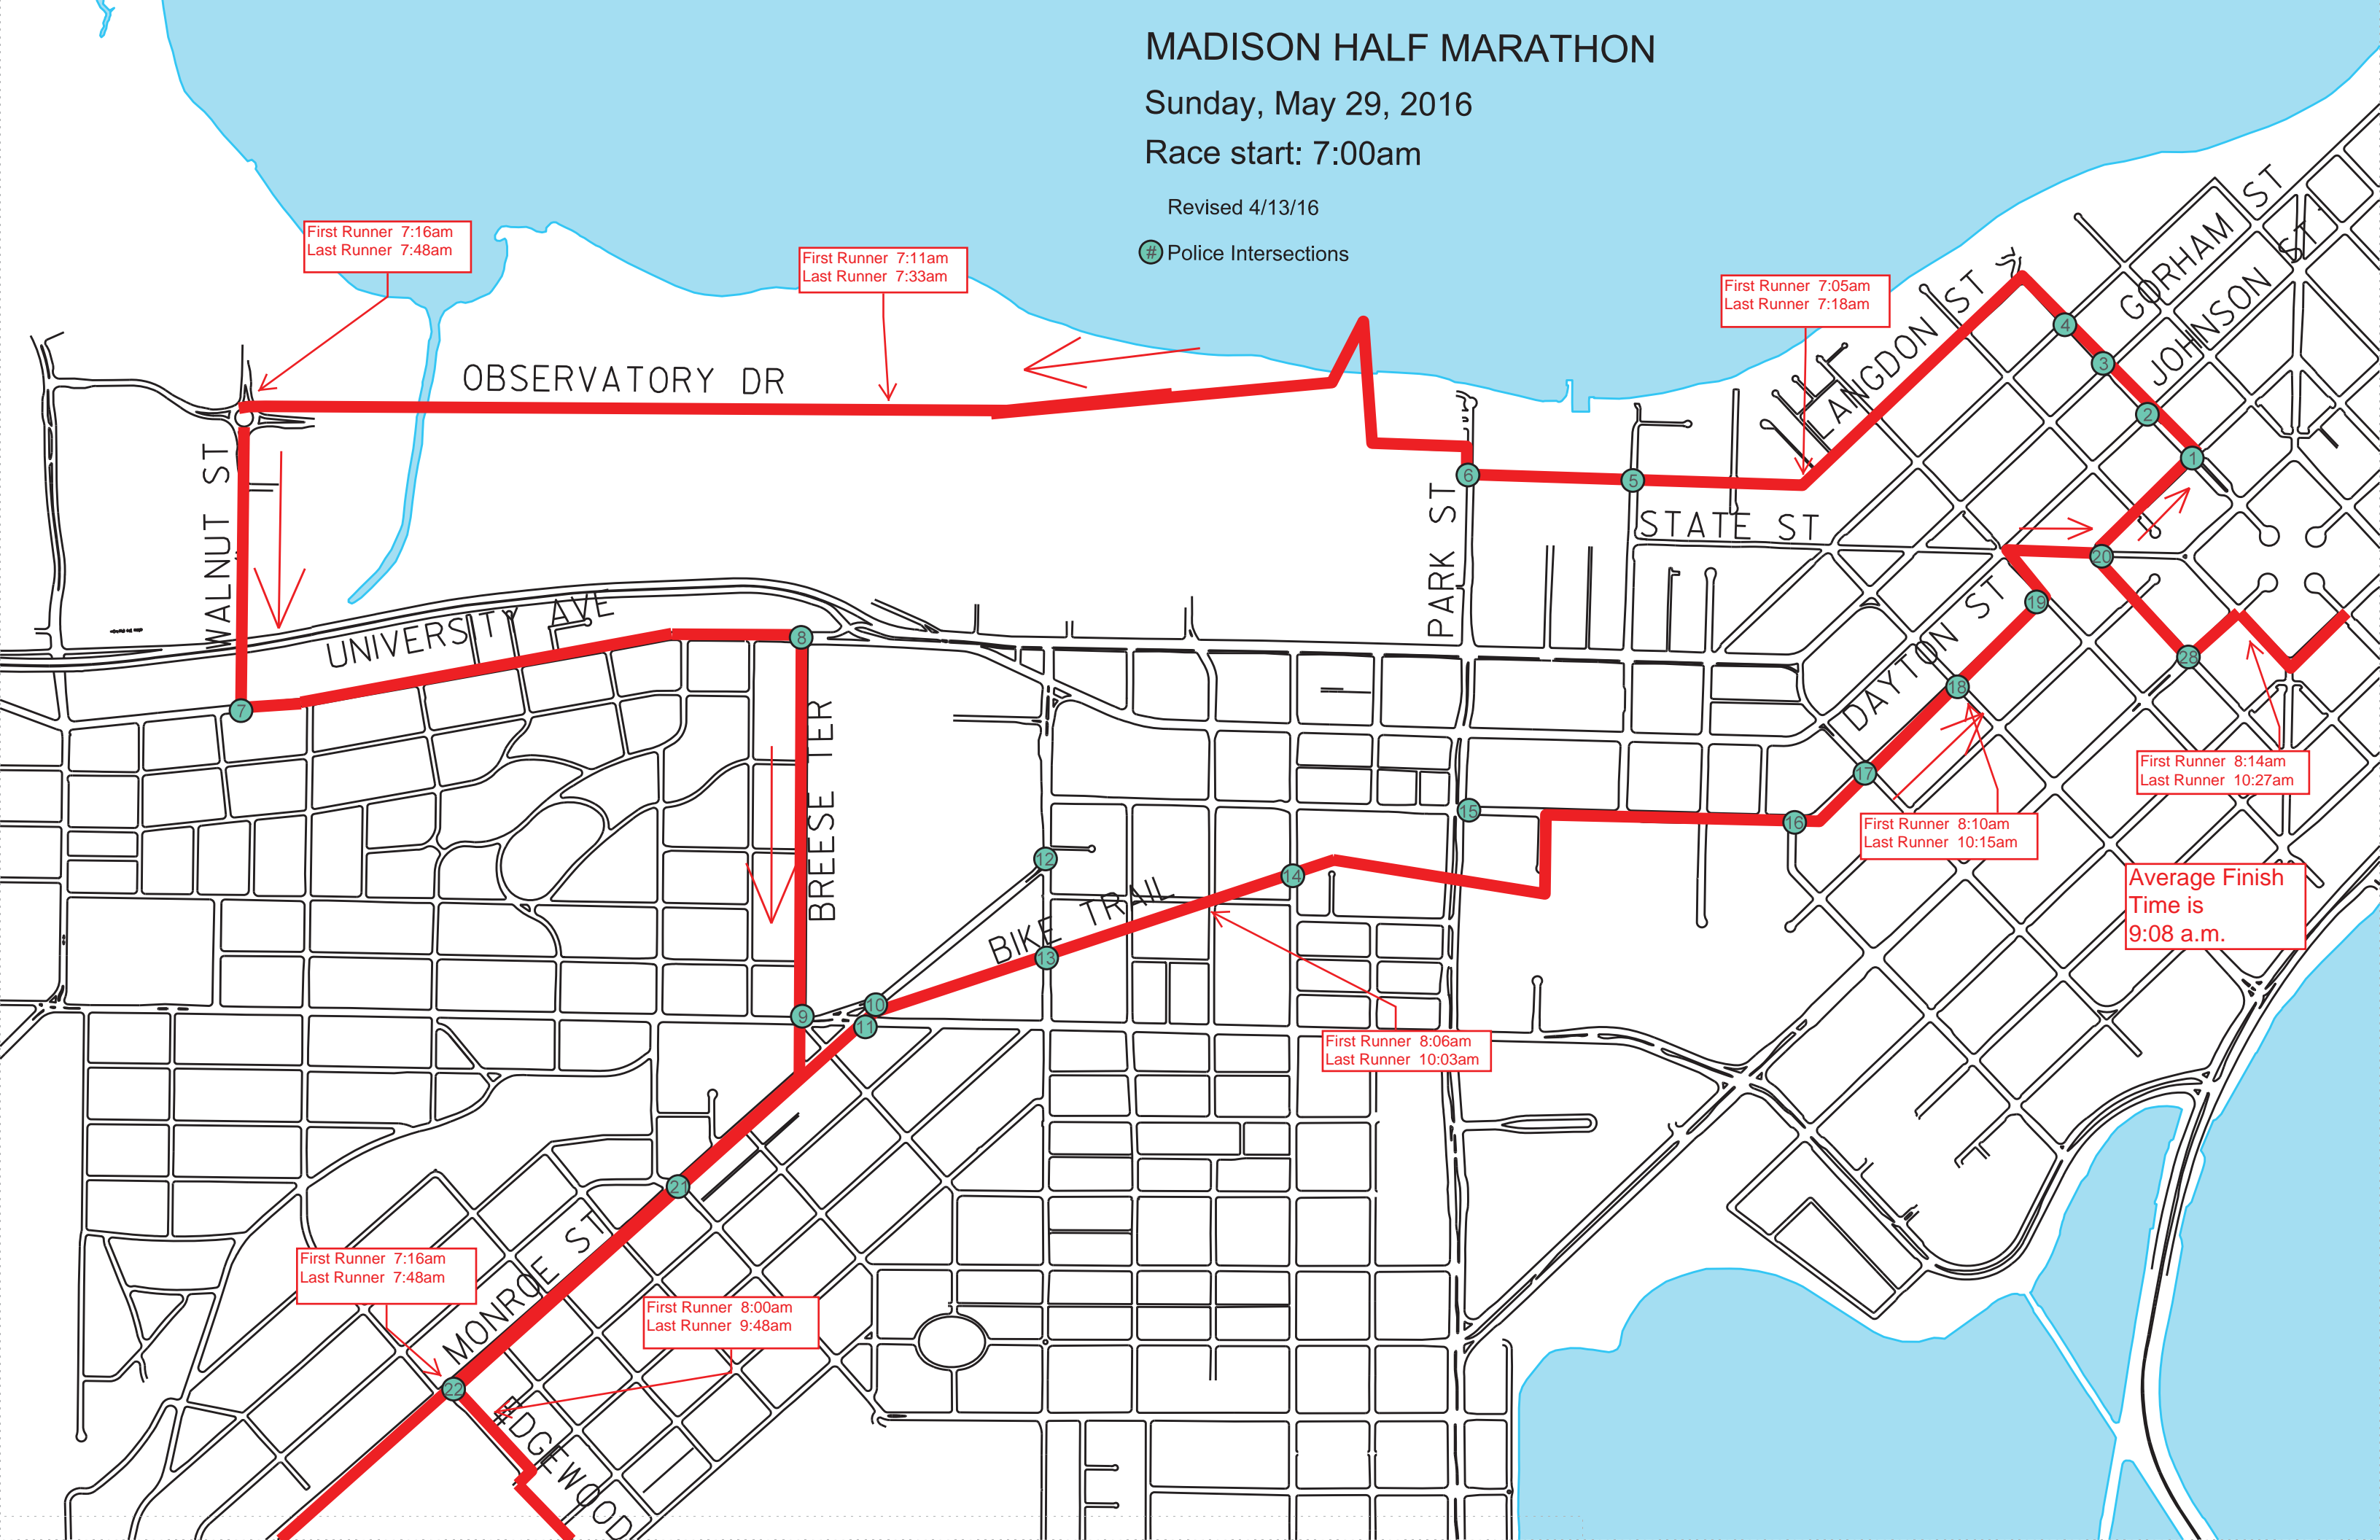 MADISON HALF MARATHON
Sunday, May 29, 2016
Race start: 7:00am
Revised 4/13/16
# Police Intersections
First Runner 7:16am
Last Runner 7:48am
First Runner 7:11am
Last Runner 7:33am
First Runner 7:05am
Last Runner 7:18am
GORHAM ST
JOHNSON ST
LANGDON ST
OBSERVATORY DR
4
3
2
1
6
5
WALNUT ST
PARK ST
STATE ST
20
UNIVERSITY AVE
19
8
28
7
DAYTON ST
18
BREESE TER
17
First Runner 8:14am
Last Runner 10:27am
15
16
First Runner 8:10am
Last Runner 10:15am
12
14
Average Finish
Time is
9:08 a.m.
BIKE TRAIL
13
10
9
11
First Runner 8:06am
Last Runner 10:03am
21
First Runner 7:16am
Last Runner 7:48am
MONROE ST
First Runner 8:00am
Last Runner 9:48am
22
EDGEWOOD